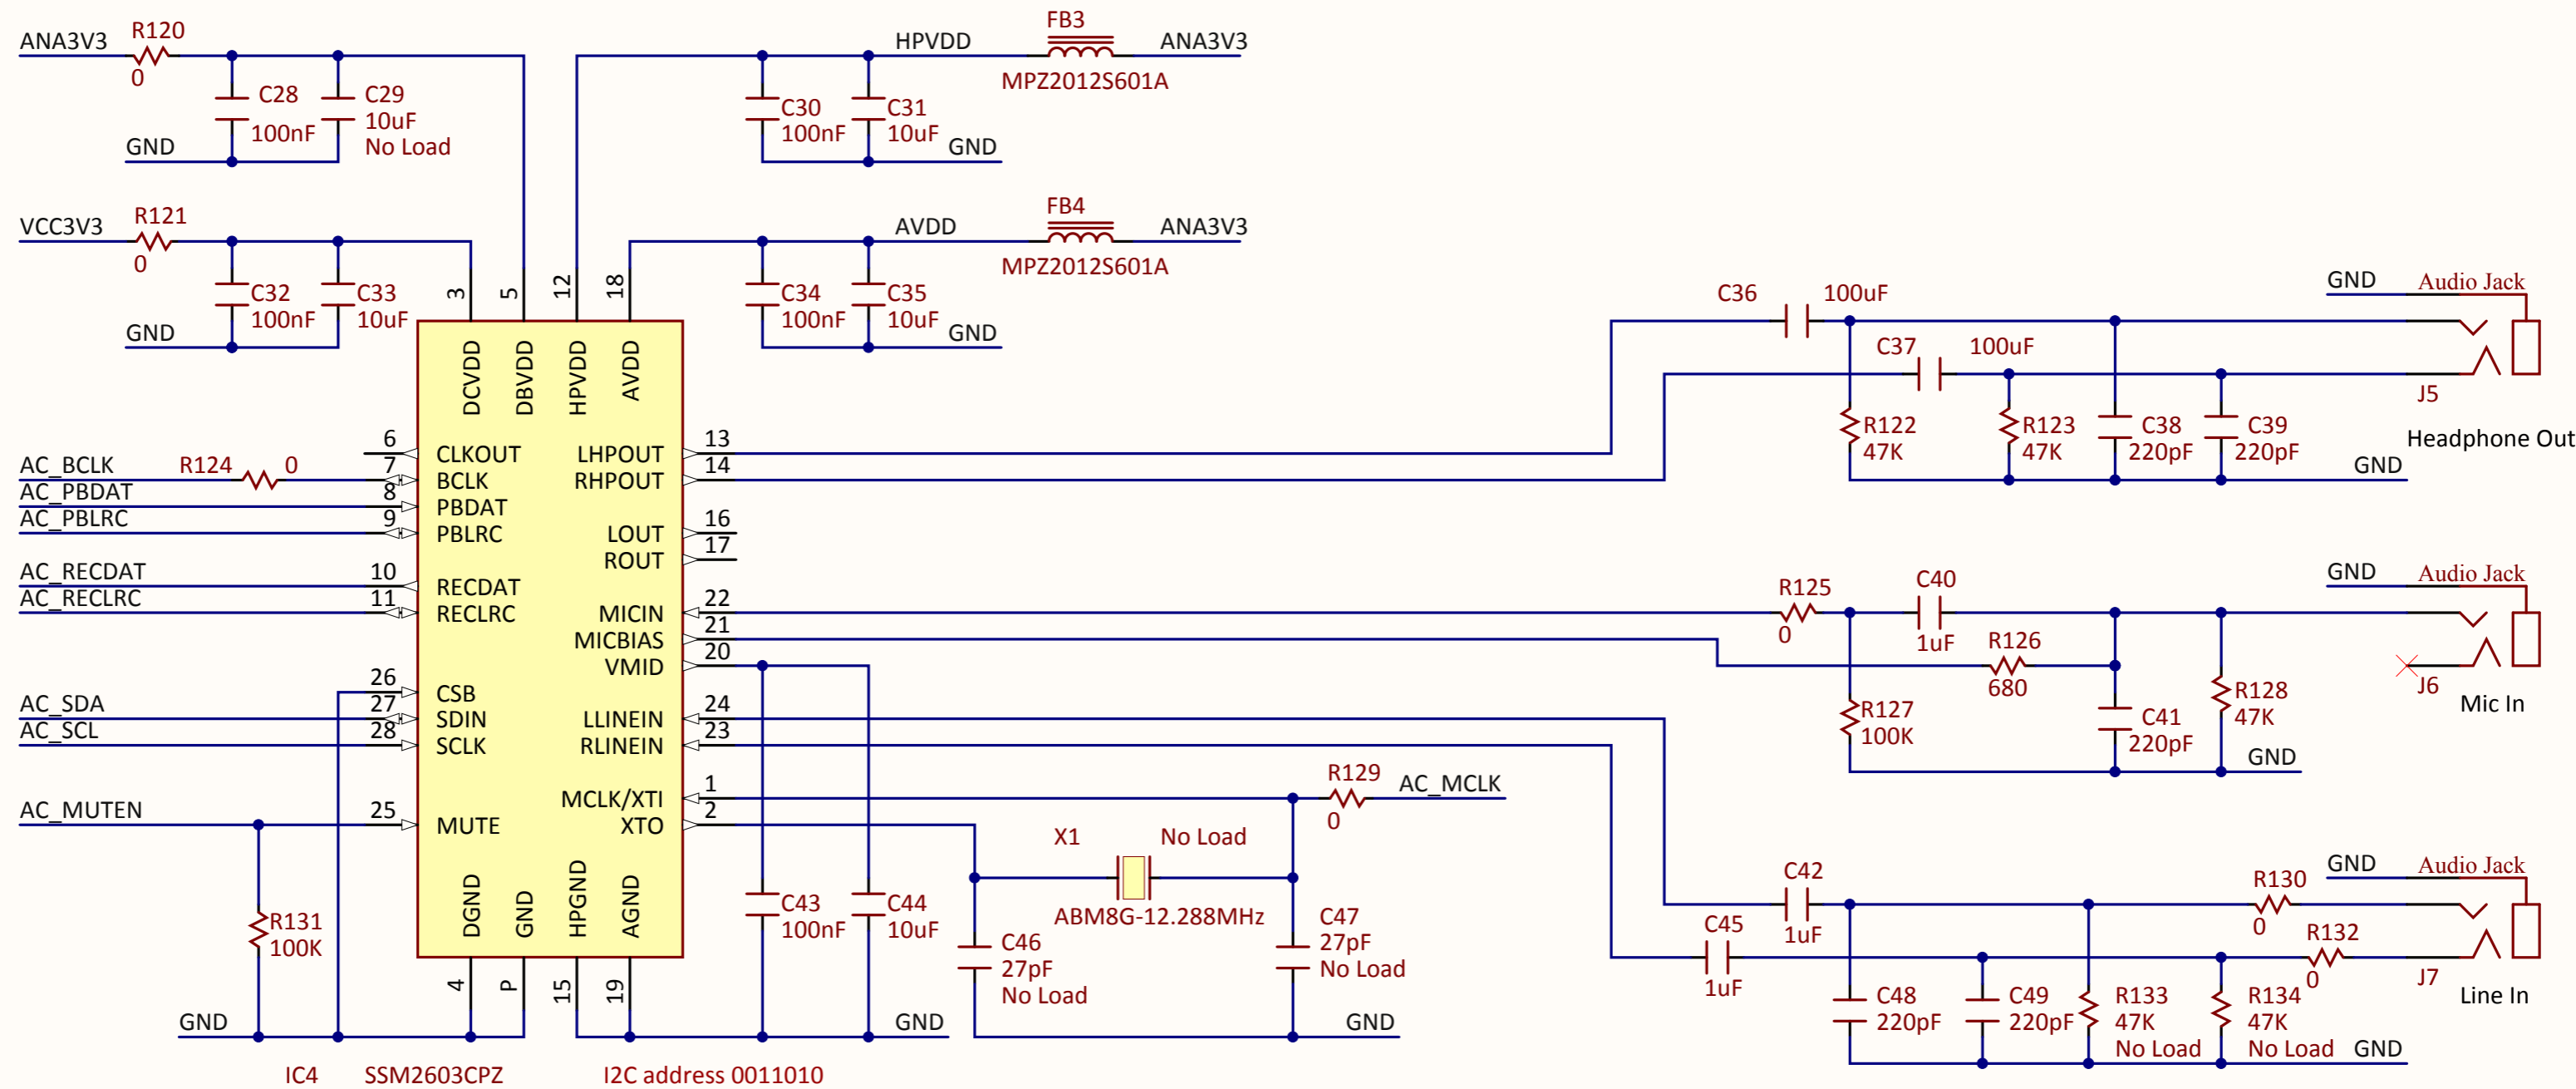 ANA3V3
R120
0
C28
100nF
C29
10uF
No Load
GND
HPVDD
FB3
MPZ2012S601A
ANA3V3
C30
100nF
C31
10uF
GND
VCC3V3
R121
0
C32
100nF
C33
10uF
GND
AVDD
FB4
MPZ2012S601A
ANA3V3
C34
100nF
C35
10uF
GND
3
5
12
18
DCVDD
DBVDD
HPVDD
AVDD
6
CLKOUT
AC_BCLK
R124
0
7
BCLK
AC_PBDAT
8
PBDAT
AC_PBLRC
9
PBLRC
AC_RECDAT
10
RECDAT
AC_RECLRC
11
RECLRC
26
CSB
AC_SDA
27
SDIN
AC_SCL
28
SCLK
AC_MUTEN
25
MUTE
R131
100K
LHPOUT
13
RHPOUT
14
LOUT
16
ROUT
17
MICIN
22
MICBIAS
21
VMID
20
LLINEIN
24
RLINEIN
23
MCLK/XTI
1
XTO
2
DGND
GND
HPGND
AGND
4
P
15
19
GND
GND
C43
100nF
C44
10uF
R129
0
AC_MCLK
X1
No Load
ABM8G-12.288MHz
C46
27pF
No Load
C47
27pF
No Load
GND
C36
100uF
C37
100uF
R122
47K
R123
47K
C38
220pF
C39
220pF
GND
GND
Audio Jack
J5
Headphone Out
R125
0
C40
1uF
R126
680
R127
100K
C41
220pF
R128
47K
GND
GND
Audio Jack
J6
Mic In
C42
1uF
C45
1uF
R130
0
R132
0
C48
220pF
C49
220pF
R133
47K
No Load
R134
47K
No Load
GND
GND
Audio Jack
J7
Line In
IC4
SSM2603CPZ
I2C address 0011010